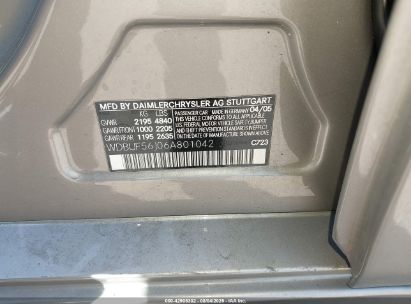 MFD BY DAIMLERCHRYSLER AG STUTTGART
KG LBS MADE IN GERMANY 04/05
GVWR 2195 4840
GAWR FRONT 1000 2205
GAWR REAR 1195 2635
PASSENGER CAR
THIS VEHICLE CONFORMS TO ALL APPLICABLE
FEDERAL MOTOR VEHICLE SAFETY, BUMPER,
AND THEFT PREVENTION STANDARDS IN EFFECT
ON THE DATE OF MANUFACTURE SHOWN ABOVE
WDBUF56J06A801042
C723